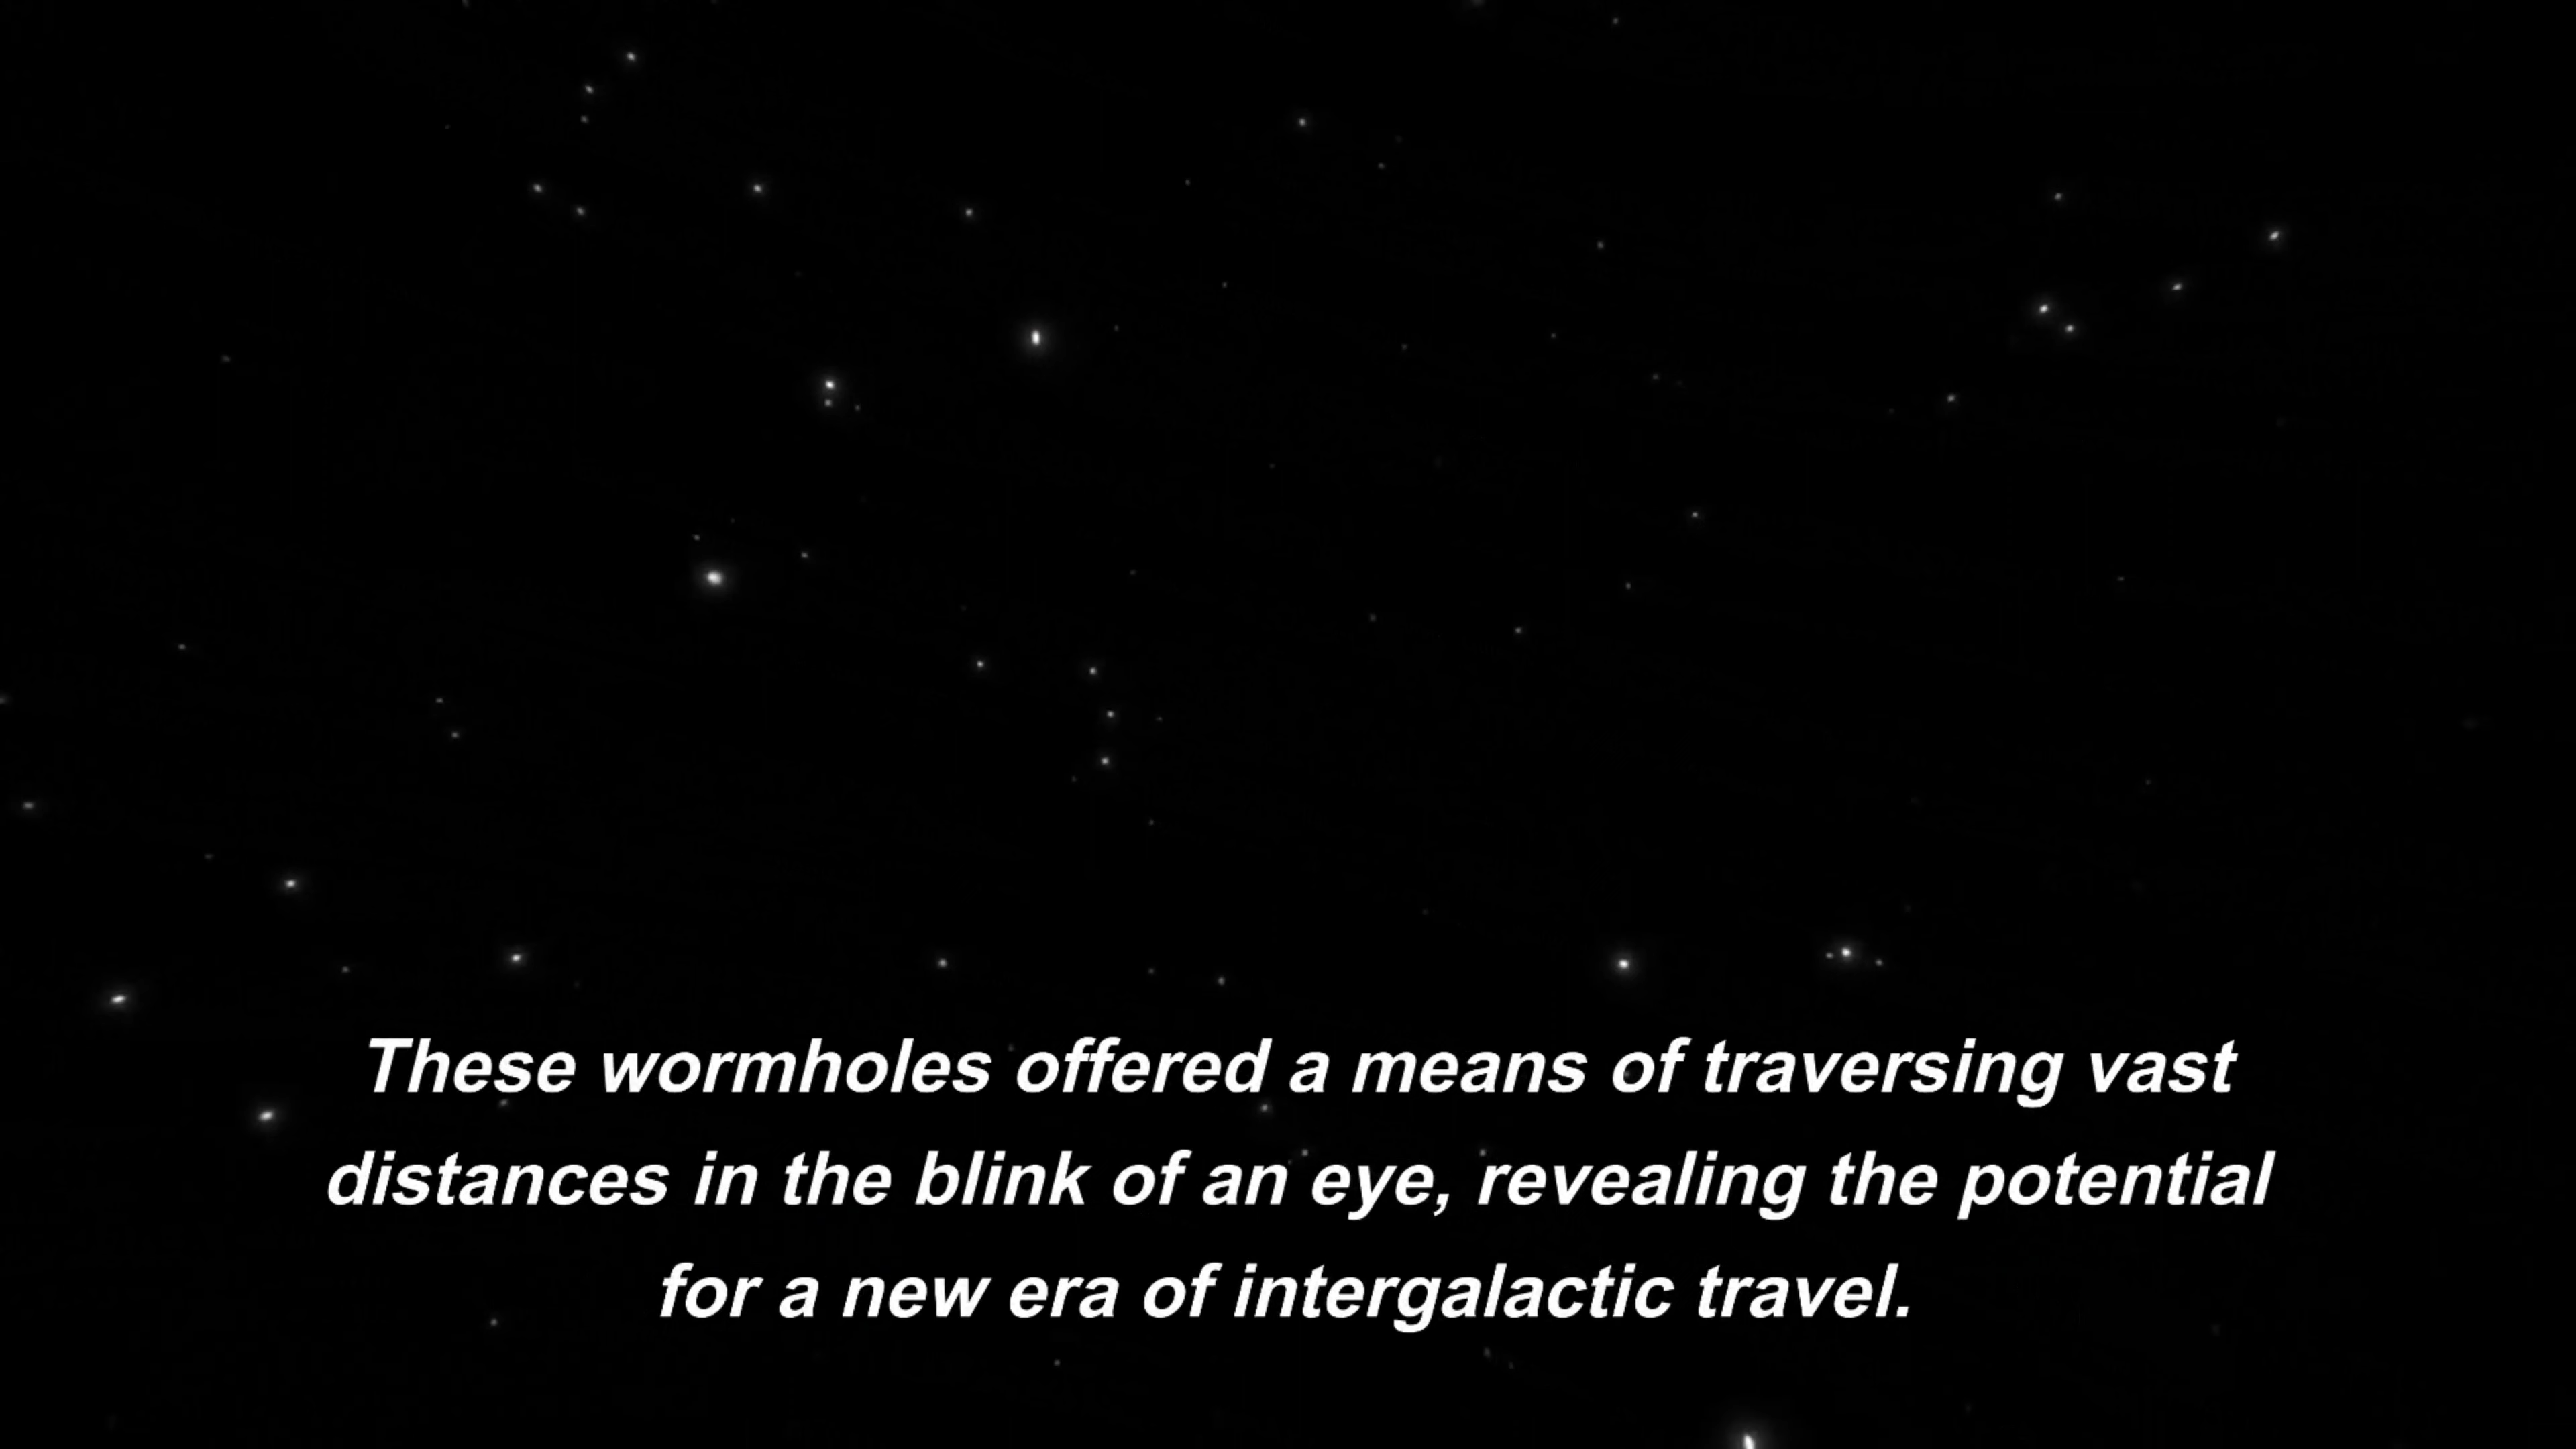 These wormholes offered a means of traversing vast
distances in the blink of an eye, revealing the potential
for a new era of intergalactic travel.